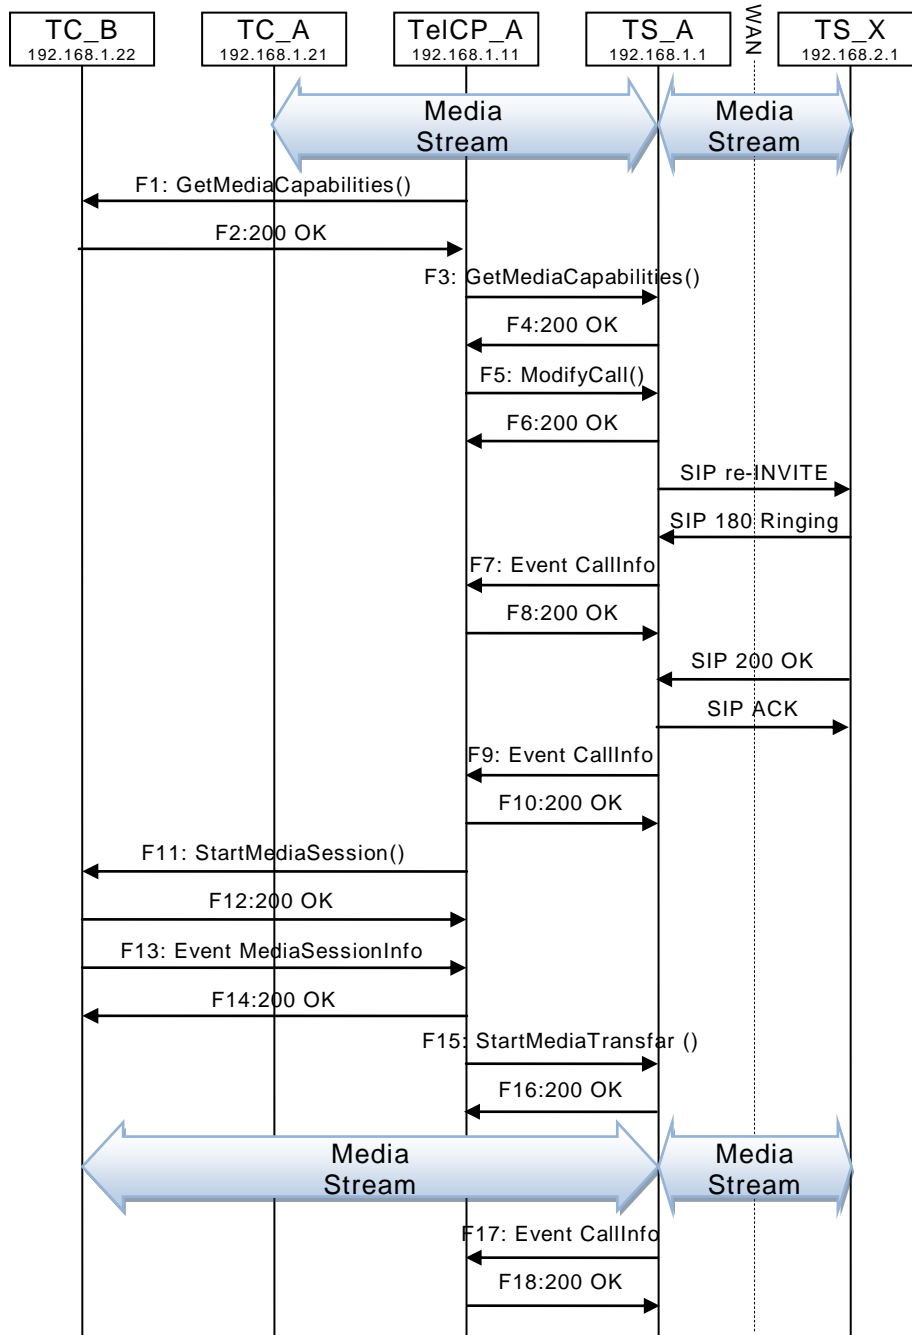 TC_B
192.168.1.22
TC_A
192.168.1.21
TelCP_A
192.168.1.11
TS_A
192.168.1.1
WAN
TS_X
192.168.2.1
Media
Stream
Media
Stream
F1: GetMediaCapabilities()
F2:200 OK
F3: GetMediaCapabilities()
F4:200 OK
F5: ModifyCall()
F6:200 OK
SIP re-INVITE
SIP 180 Ringing
F7: Event CallInfo
F8:200 OK
SIP 200 OK
SIP ACK
F9: Event CallInfo
F10:200 OK
F11: StartMediaSession()
F12:200 OK
F13: Event MediaSessionInfo
F14:200 OK
F15: StartMediaTransfar ()
F16:200 OK
Media
Stream
Media
Stream
F17: Event CallInfo
F18:200 OK